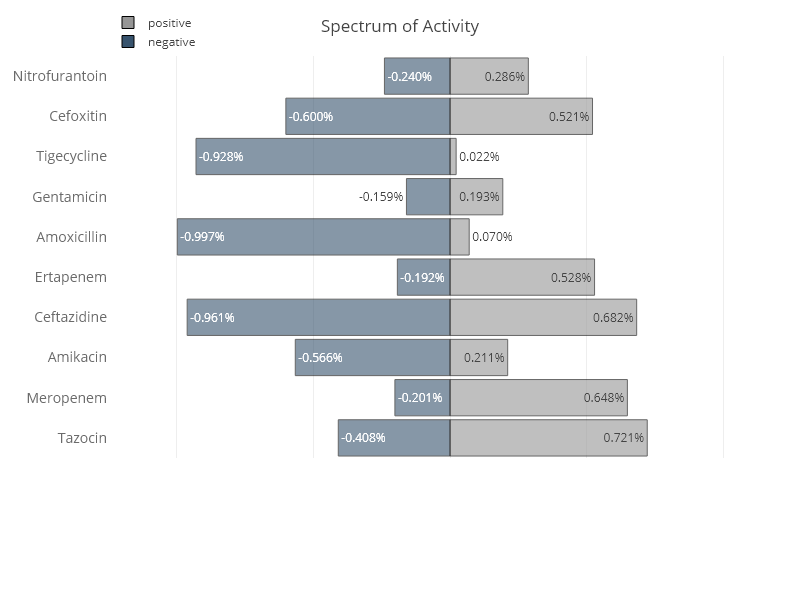 Spectrum of Activity
positive
negative
Nitrofurantoin -0.240% 0.286%
Cefoxitin -0.600% 0.521%
Tigecycline -0.928% 0.022%
Gentamicin -0.159% 0.193%
Amoxicillin -0.997% 0.070%
Ertapenem -0.192% 0.528%
Ceftazidine -0.961% 0.682%
Amikacin -0.566% 0.211%
Meropenem -0.201% 0.648%
Tazocin -0.408% 0.721%